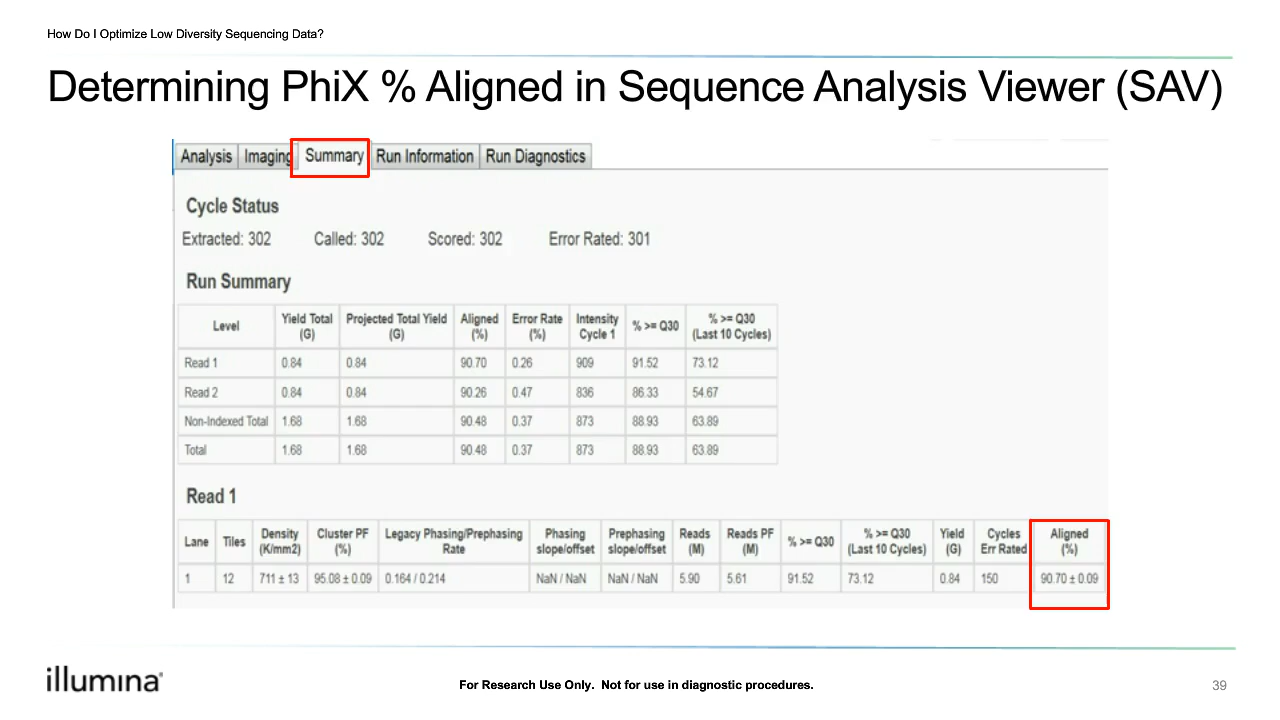 How Do I Optimize Low Diversity Sequencing Data?
Determining PhiX % Aligned in Sequence Analysis Viewer (SAV)
Analysis Imaging Summary Run Information Run Diagnostics
Cycle Status
Extracted: 302 Called: 302 Scored: 302 Error Rated: 301
Run Summary
Level Yield Total (G) Projected Total Yield (G) Aligned (%) Error Rate (%) Intensity Cycle 1 % >= Q30 % >= Q30 (Last 10 Cycles)
Read 1 0.84 0.84 90.70 0.26 909 91.52 73.12
Read 2 0.84 0.84 90.26 0.47 836 86.33 54.67
Non-Indexed Total 1.68 1.68 90.48 0.37 873 88.93 63.89
Total 1.68 1.68 90.48 0.37 873 88.93 63.89
Read 1
Lane Tiles Density (K/mm2) Cluster PF (%) Legacy Phasing/Prephasing Rate Phasing slope/offset Prephasing slope/offset Reads (M) Reads PF (M) % >= Q30 % >= Q30 (Last 10 Cycles) Yield (G) Cycles Err Rated Aligned (%)
1 12 711 ± 13 95.08 ± 0.09 0.164 / 0.214 NaN / NaN NaN / NaN 5.90 5.61 91.52 73.12 0.84 150 90.70 ± 0.09
illumina®
For Research Use Only. Not for use in diagnostic procedures.
39